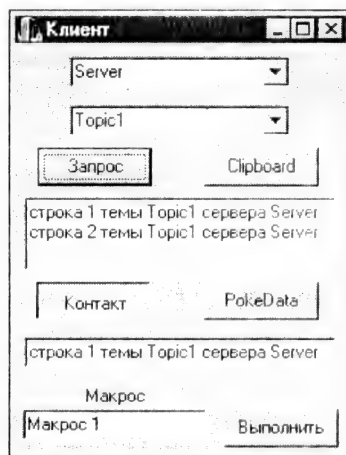 Клиент
Server
Topic1
Запрос Clipboard
строка 1 темы Topic1 сервера Server
строка 2 темы Topic1 сервера Server
Контакт PokeData
строка 1 темы Topic1 сервера Server
Макрос
Макрос 1 Выполнить